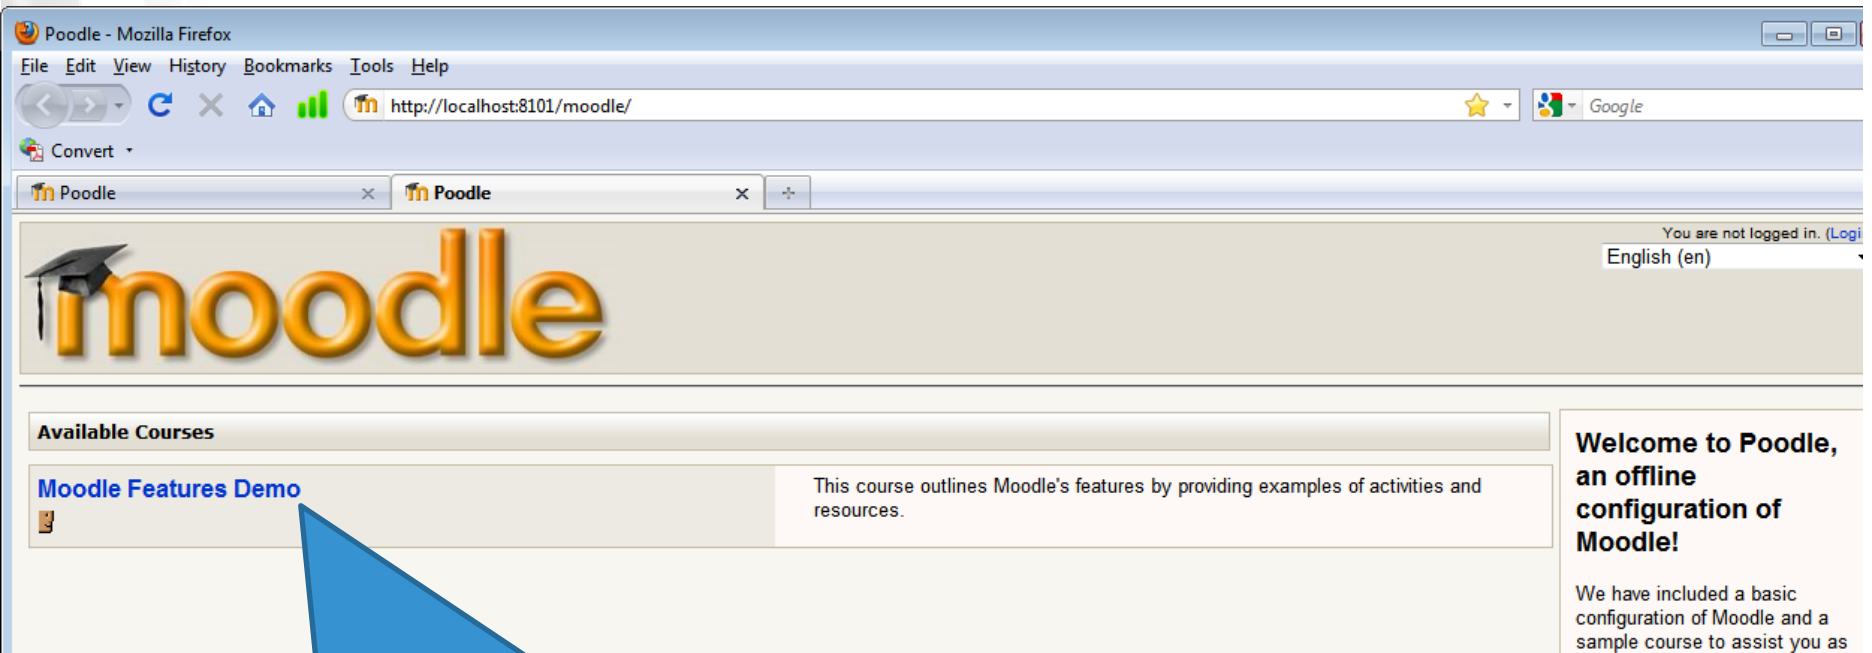 Poodle - Mozilla Firefox
File Edit View History Bookmarks Tools Help
http://localhost:8101/moodle/
Google
Convert
Poodle
Poodle
moodle
You are not logged in. (Logi
English (en)
Available Courses
Moodle Features Demo
This course outlines Moodle's features by providing examples of activities and
resources.
Welcome to Poodle,
an offline
configuration of
Moodle!
We have included a basic
configuration of Moodle and a
sample course to assist you as